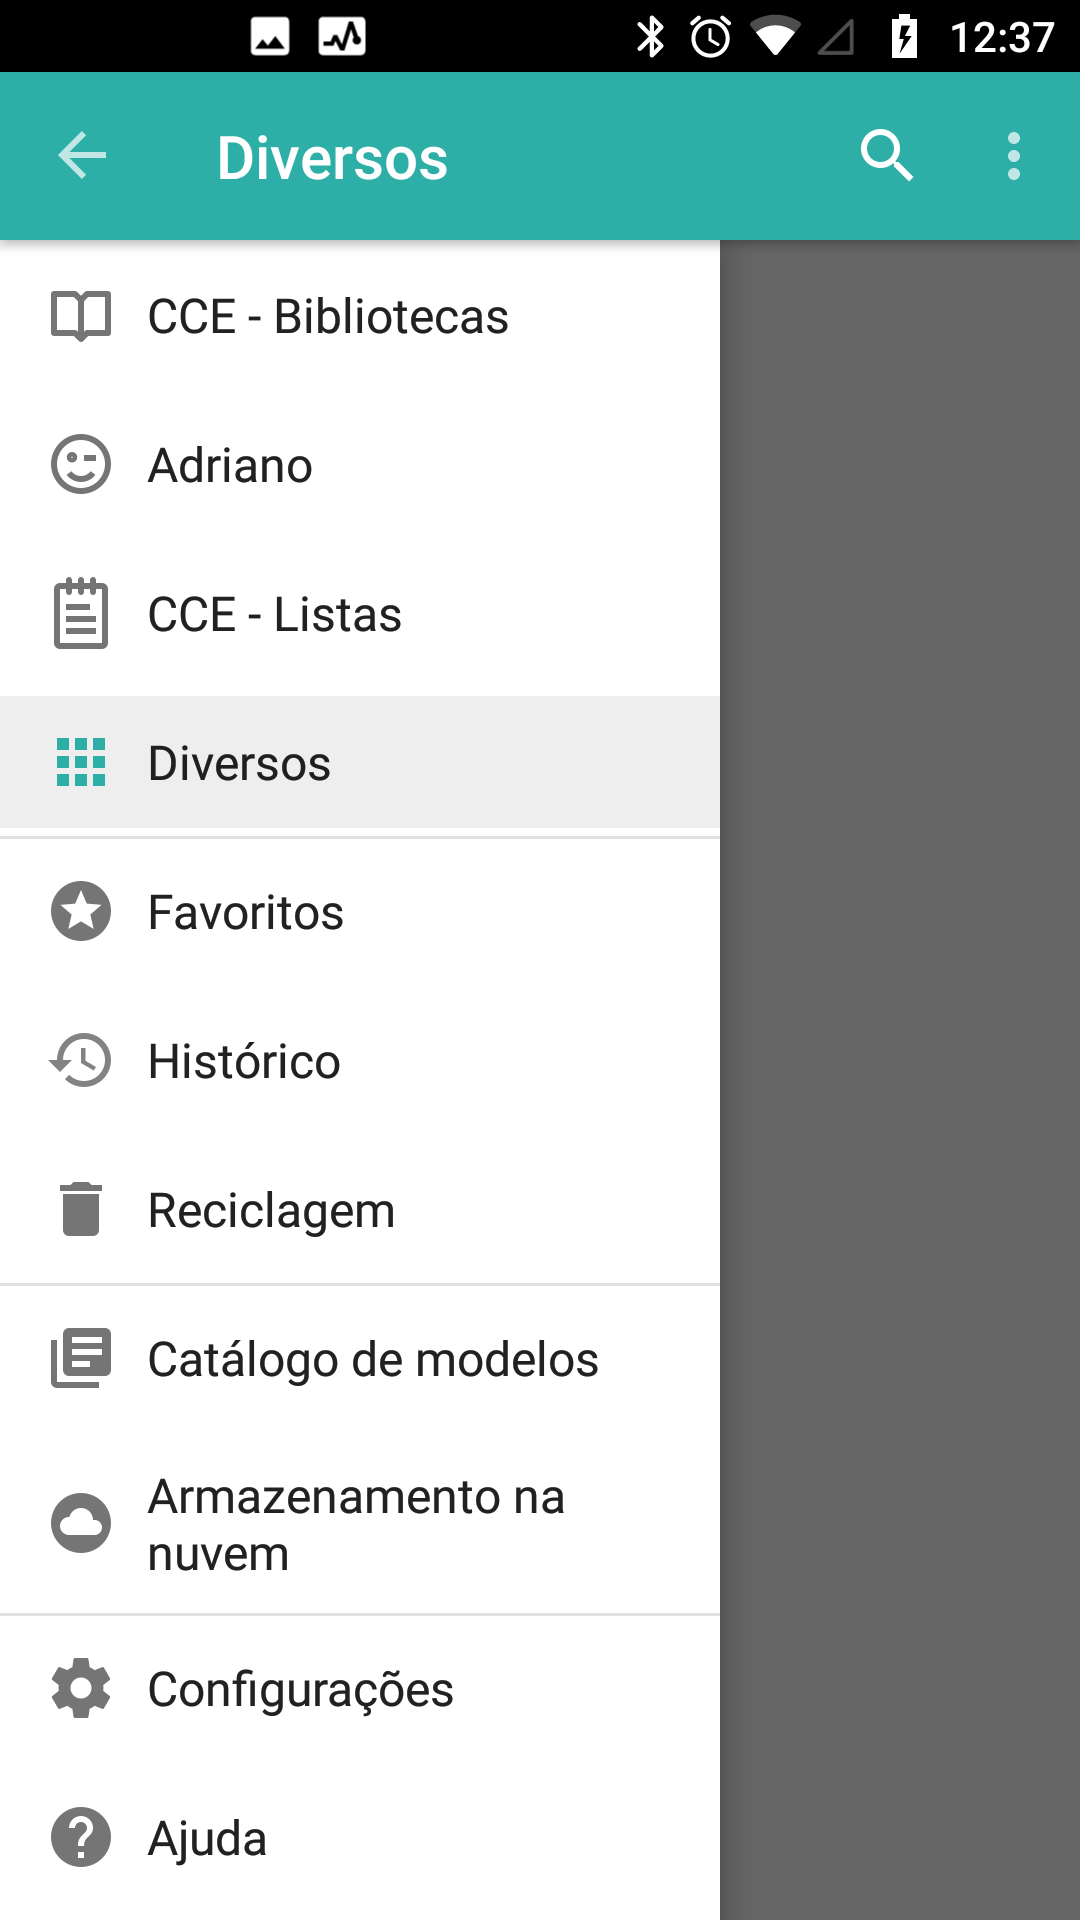 12:37
Diversos
CCE - Bibliotecas
Adriano
CCE - Listas
Diversos
Favoritos
Histórico
Reciclagem
Catálogo de modelos
Armazenamento na
nuvem
Configurações
Ajuda